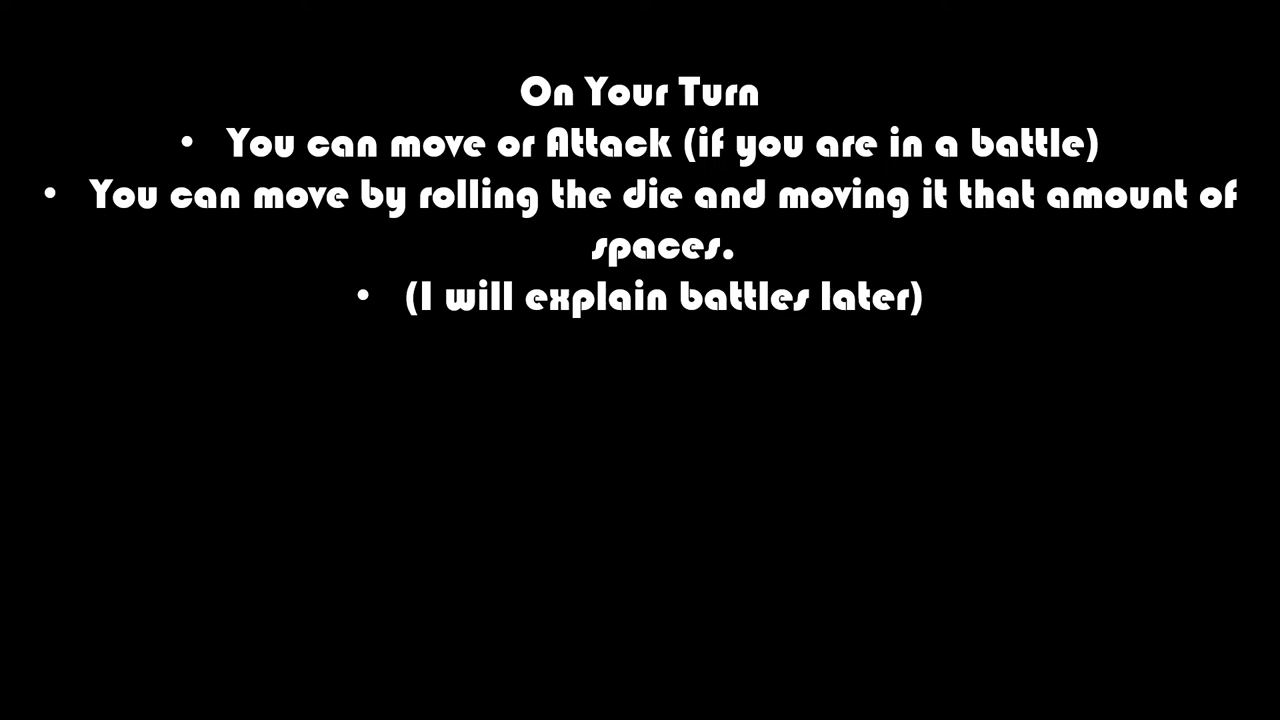 On Your Turn
• You can move or Attack (if you are in a battle)
• You can move by rolling the die and moving it that amount of
spaces.
• (I will explain battles later)